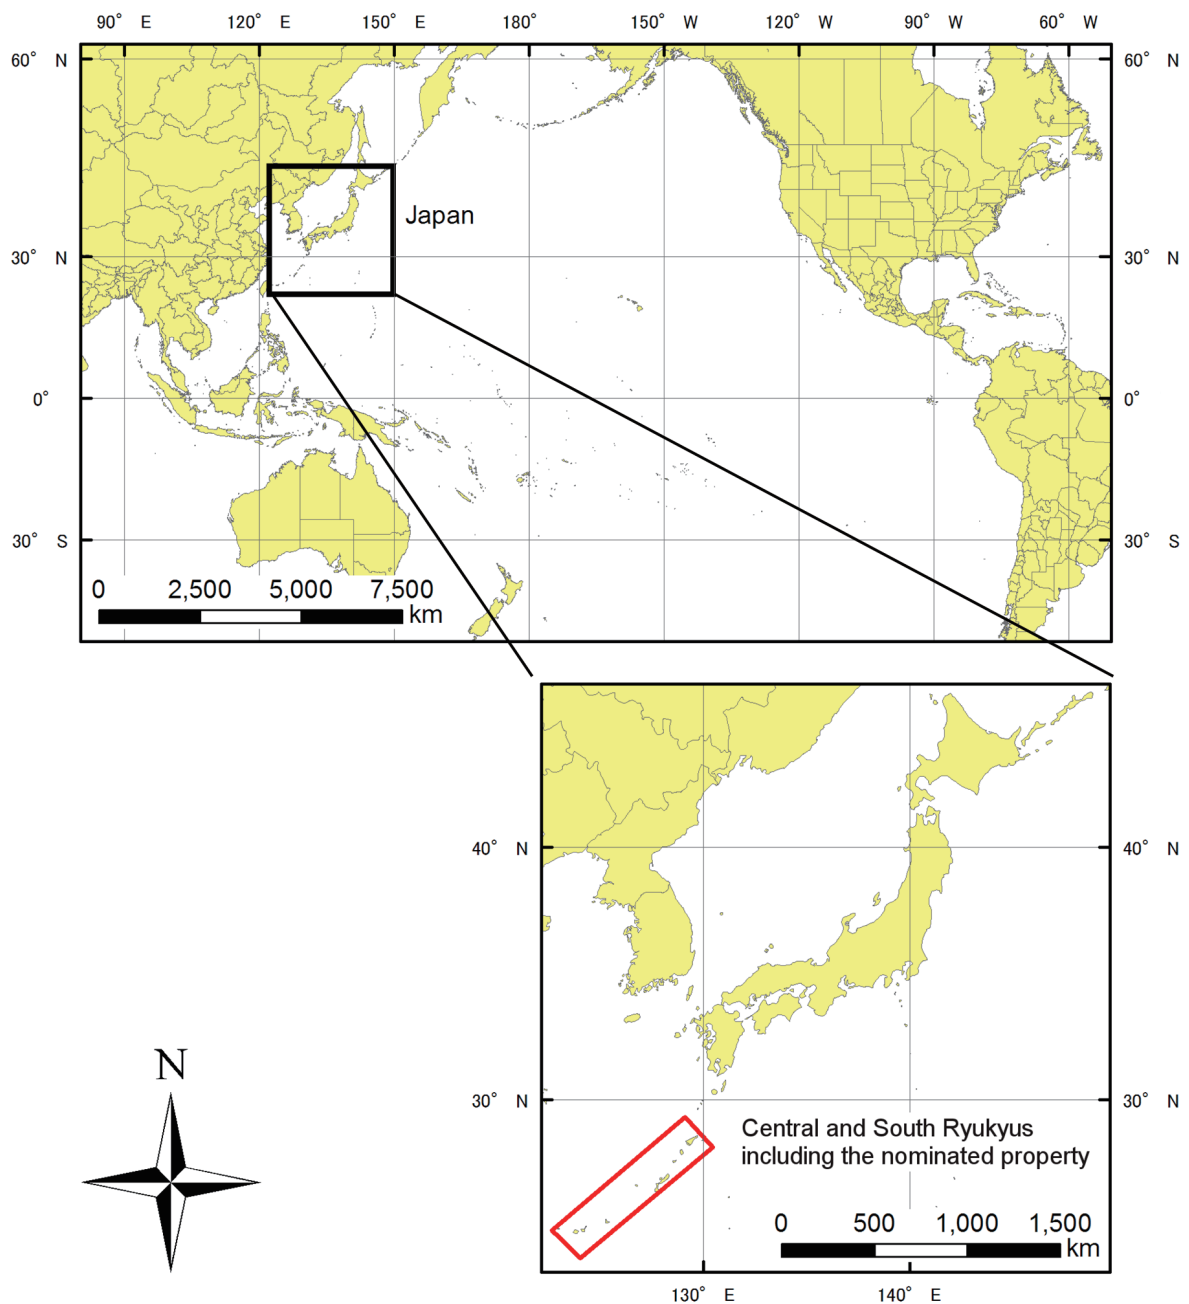 90° E 120° E 150° E 180° 150° W 120° W 90° W 60° W
60° N 60° N
Japan
30° N 30° N
0° 0°
30° S 30° S
0 2,500 5,000 7,500
km
40° N 40° N
N
30° N 30° N
Central and South Ryukyus
including the nominated property
0 500 1,000 1,500
km
130° E 140° E